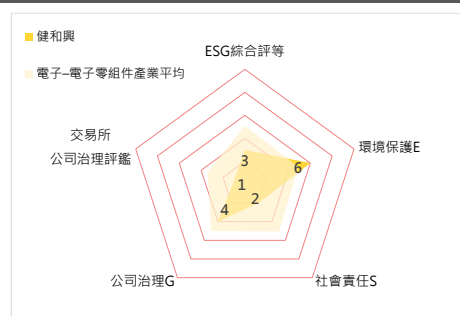 健和興
電子–電子零組件產業平均
ESG綜合評等
環境保護E
社會責任S
公司治理G
交易所
公司治理評鑑
3
6
2
4
1